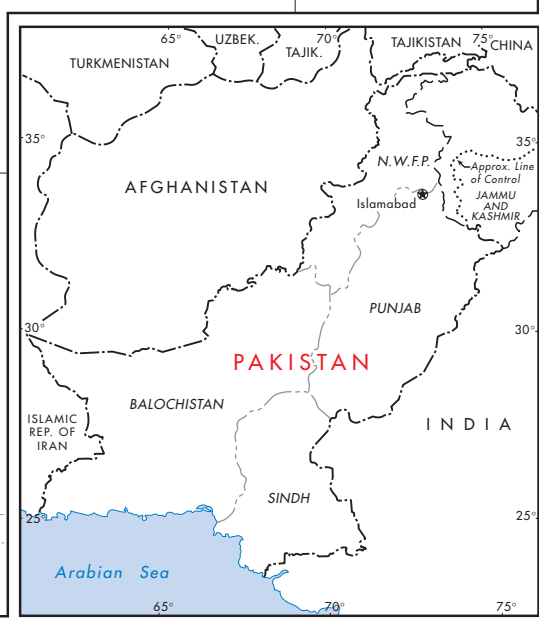 65°
70°
75°
UZBEK.
TAJIK.
TAJIKISTAN
CHINA
TURKMENISTAN
35°
35°
N.W.F.P.
Approx. Line
of Control
AFGHANISTAN
Islamabad
JAMMU
AND
KASHMIR
PUNJAB
30°
30°
PAKISTAN
BALOCHISTAN
ISLAMIC
REP. OF
IRAN
INDIA
SINDH
25°
25°
Arabian Sea
65°
70°
75°